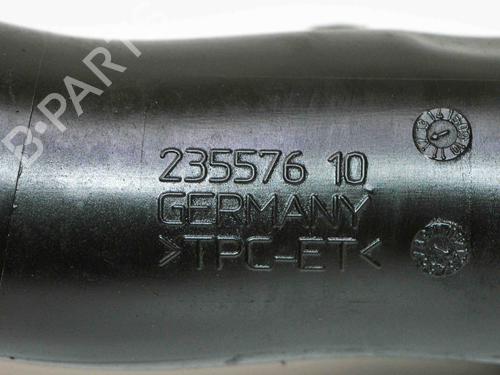 B-PARTS
235576 10
GERMANY
>TPC-ET<